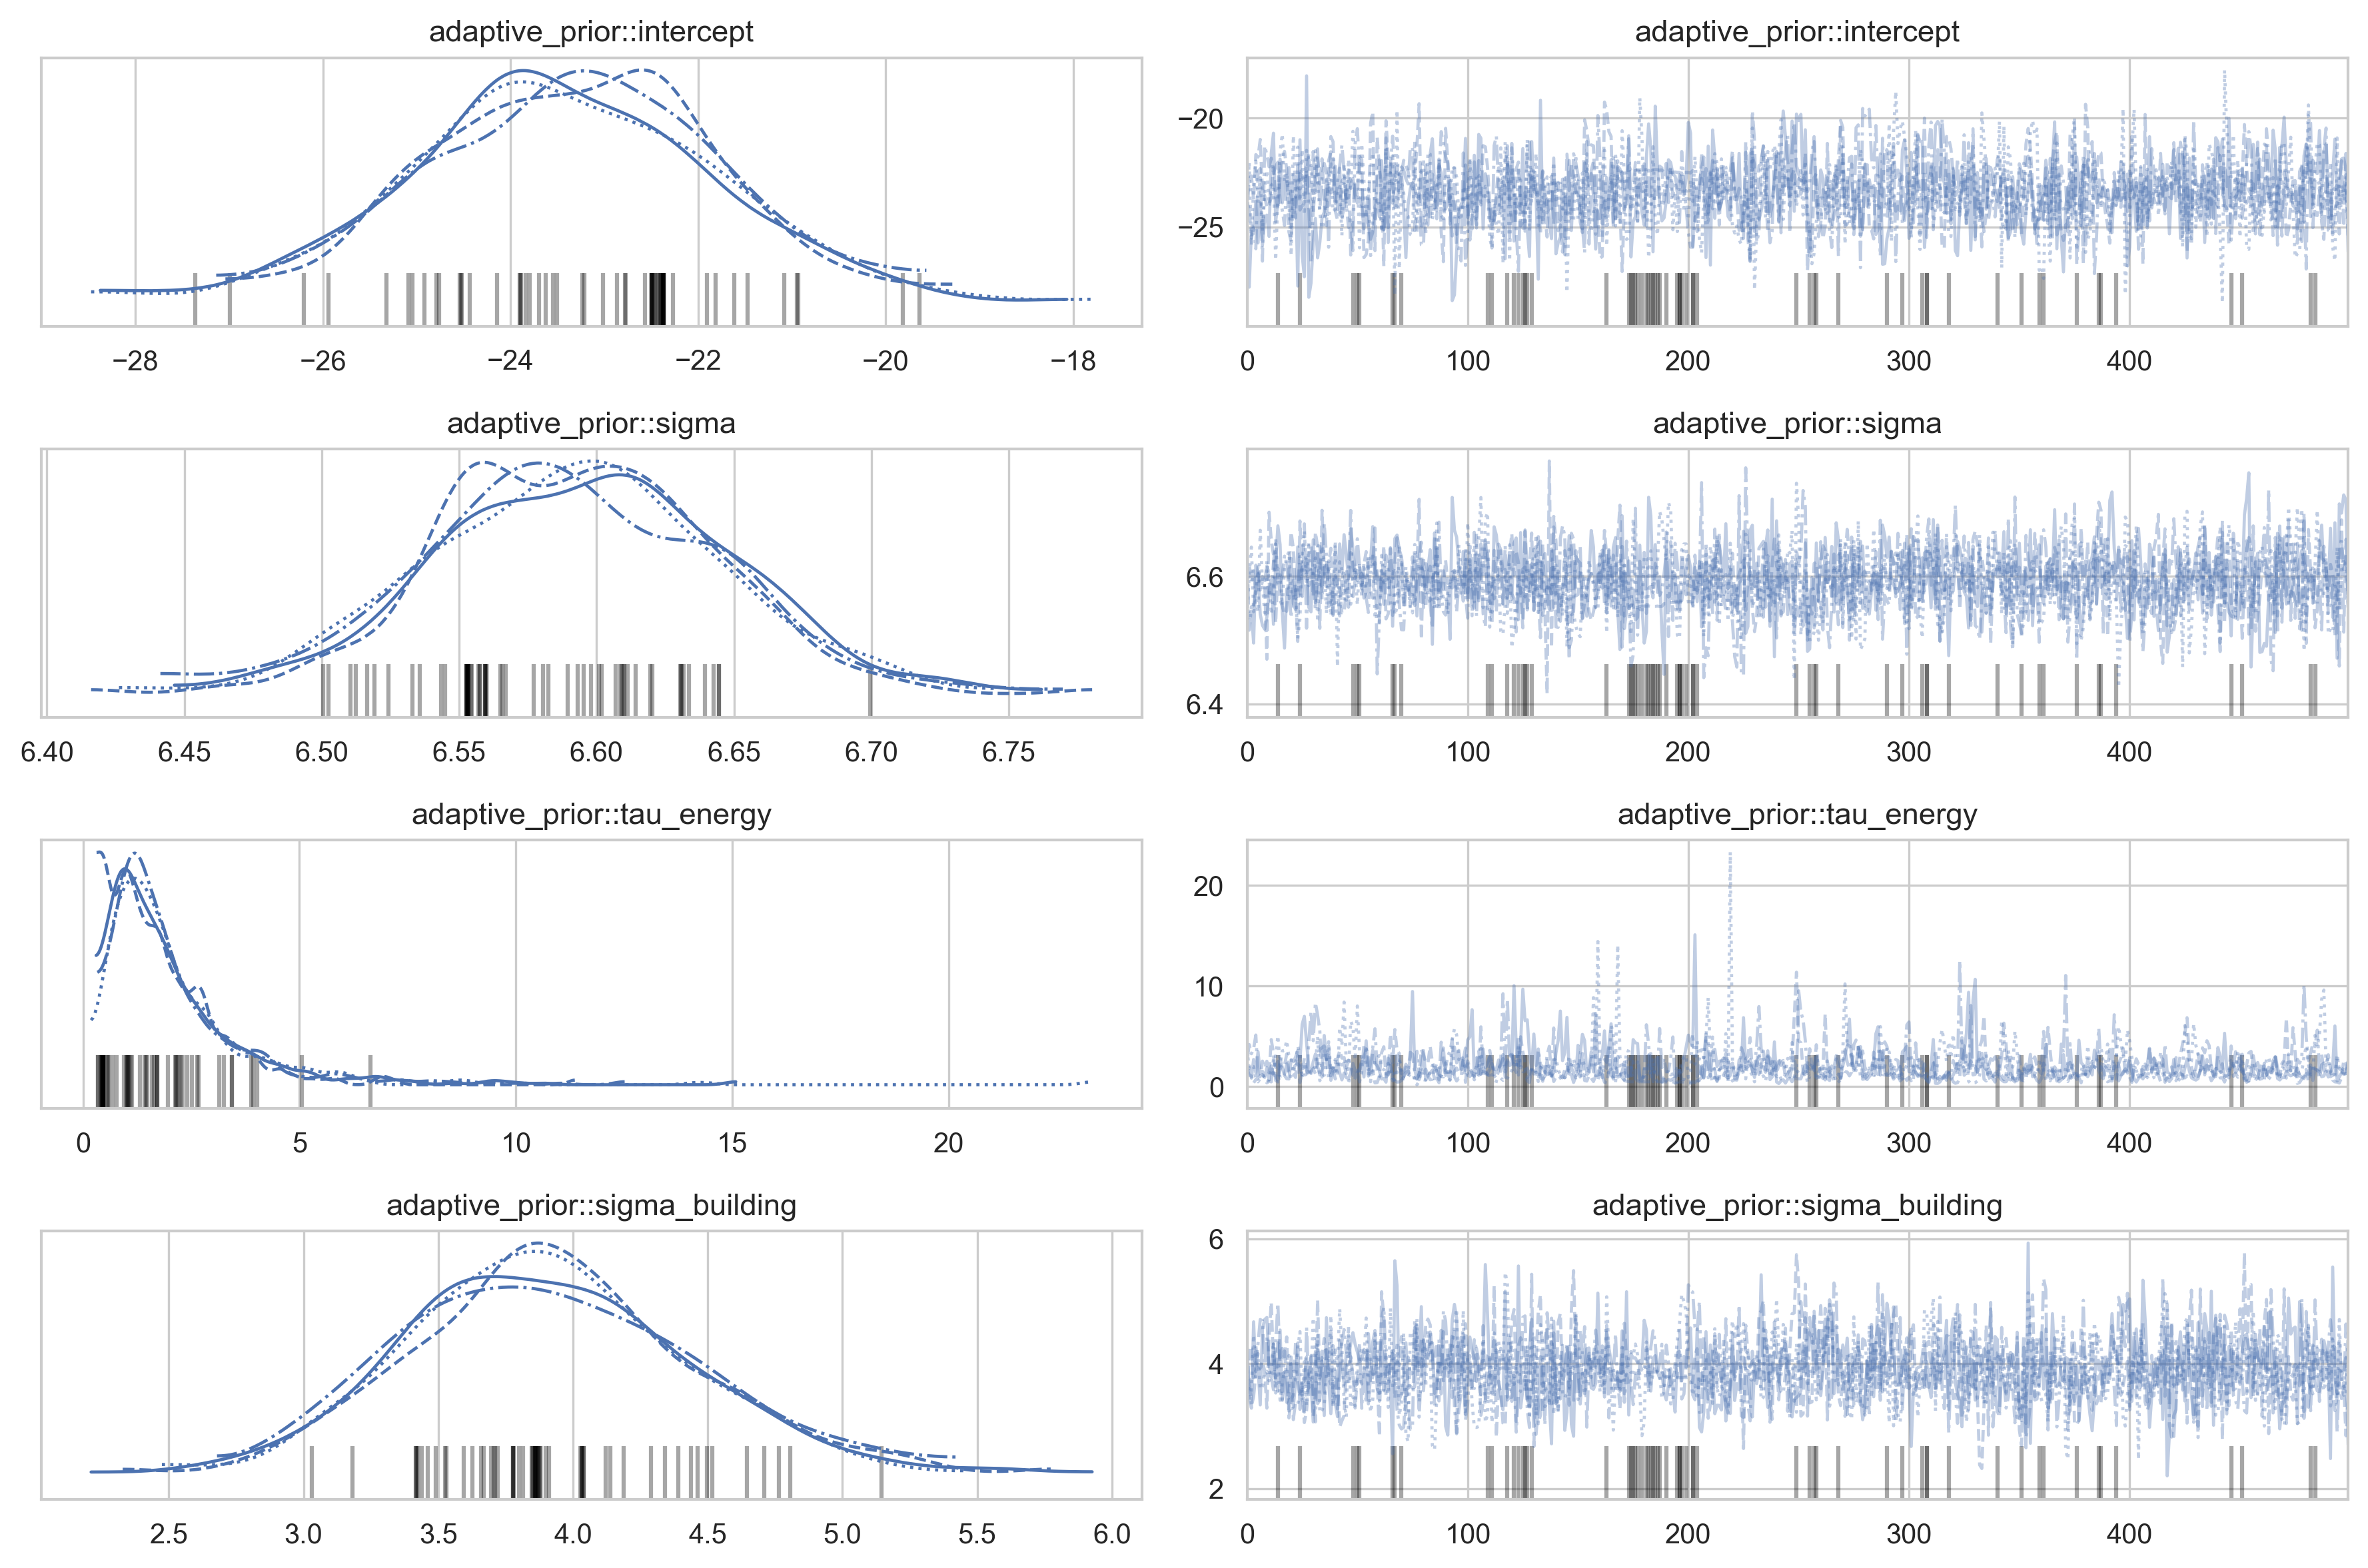 adaptive_prior::intercept
adaptive_prior::intercept
−20
−25
−28 −26 −24 −22 −20 −18
0 100 200 300 400
adaptive_prior::sigma
adaptive_prior::sigma
6.6
6.4
6.40 6.45 6.50 6.55 6.60 6.65 6.70 6.75
0 100 200 300 400
adaptive_prior::tau_energy
adaptive_prior::tau_energy
20
10
0
0 5 10 15 20
0 100 200 300 400
adaptive_prior::sigma_building
adaptive_prior::sigma_building
6
4
2
2.5 3.0 3.5 4.0 4.5 5.0 5.5 6.0
0 100 200 300 400